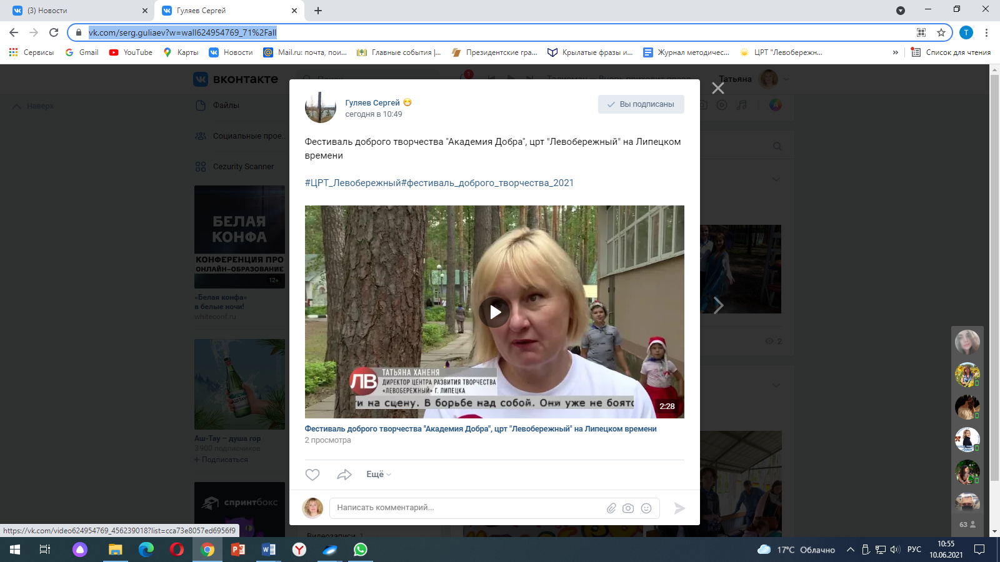 (3) Новости
Гуляев Сергей
vk.com/serg.guliaev?w=wall624954769_71%2Fall
T
Сервисы
Gmail
YouTube
Карты
Новости
Mail.ru: почта, пои...
Главные события |...
Президентские гра...
Крылатые фразы и...
Журнал методичес...
ЦРТ "Левобережн...
»
Список для чтения
вконтакте
Поиск
1
Талисман — Вновь приходит поезд
Татьяна
Наверх
Файлы
Социальные прое..
Cezurity Scanner
БЕЛАЯ
КОНФА
КОНФЕРЕНЦИЯ ПРО
ОНЛАЙН-ОБРАЗОВАНИЕ
12+
«Белая конфа»
в белые ночи!
whiteconf.ru
Аш-Тау – душа гор
3 900 подписчиков
+ Подписаться
спринтбокс
Гуляев Сергей
сегодня в 10:49
Вы подписаны
Фестиваль доброго творчества "Академия Добра", црт "Левобережный" на Липецком
времени
#ЦРТ_Левобережный#фестиваль_доброго_творчества_2021
ЛВ
ТАТЬЯНА ХАНЕНЯ
ДИРЕКТОР ЦЕНТРА РАЗВИТИЯ ТВОРЧЕСТВА
«ЛЕВОБЕРЕЖНЫЙ» Г. ЛИПЕЦКА
ти на сцену. В борьбе над собой. Они уже не боятс
2:28
Фестиваль доброго творчества "Академия Добра", црт "Левобережный" на Липецком времени
2 просмотра
Ещё
Написать комментарий...
2
63
Видеозаписи 1
https://vk.com/video624954769_456239018?list=cca73e8057ed6956f9
17°C Облачно
РУС
10:55
10.06.2021